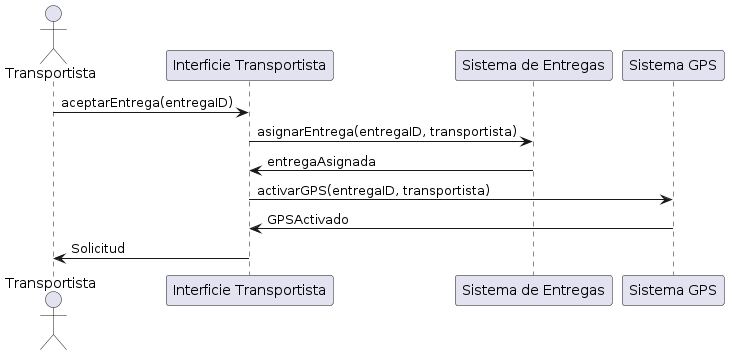 Transportista
Interficie Transportista
Sistema de Entregas
Sistema GPS
aceptarEntrega(entregaID)
asignarEntrega(entregaID, transportista)
entregaAsignada
activarGPS(entregaID, transportista)
GPSActivado
Solicitud
Transportista
Interficie Transportista
Sistema de Entregas
Sistema GPS